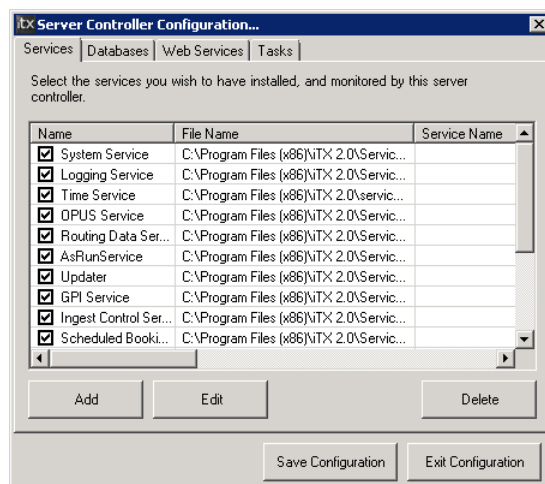 itx Server Controller Configuration...
Services Databases Web Services Tasks
Select the services you wish to have installed, and monitored by this server
controller.
Name File Name Service Name
System Service C:\Program Files (x86)\iTX 2.0\Servic...
Logging Service C:\Program Files (x86)\iTX 2.0\Servic...
Time Service C:\Program Files (x86)\iTX 2.0\servic...
OPUS Service C:\Program Files (x86)\iTX 2.0\Servic...
Routing Data Ser... C:\Program Files (x86)\iTX 2.0\Servic...
AsRunService C:\Program Files (x86)\iTX 2.0\Servic...
Updater C:\Program Files (x86)\iTX 2.0\Servic...
GPI Service C:\Program Files (x86)\iTX 2.0\Servic...
Ingest Control Ser... C:\Program Files (x86)\iTX 2.0\Servic...
Scheduled Booki... C:\Program Files (x86)\iTX 2.0\Servic...
Add Edit Delete
Save Configuration Exit Configuration